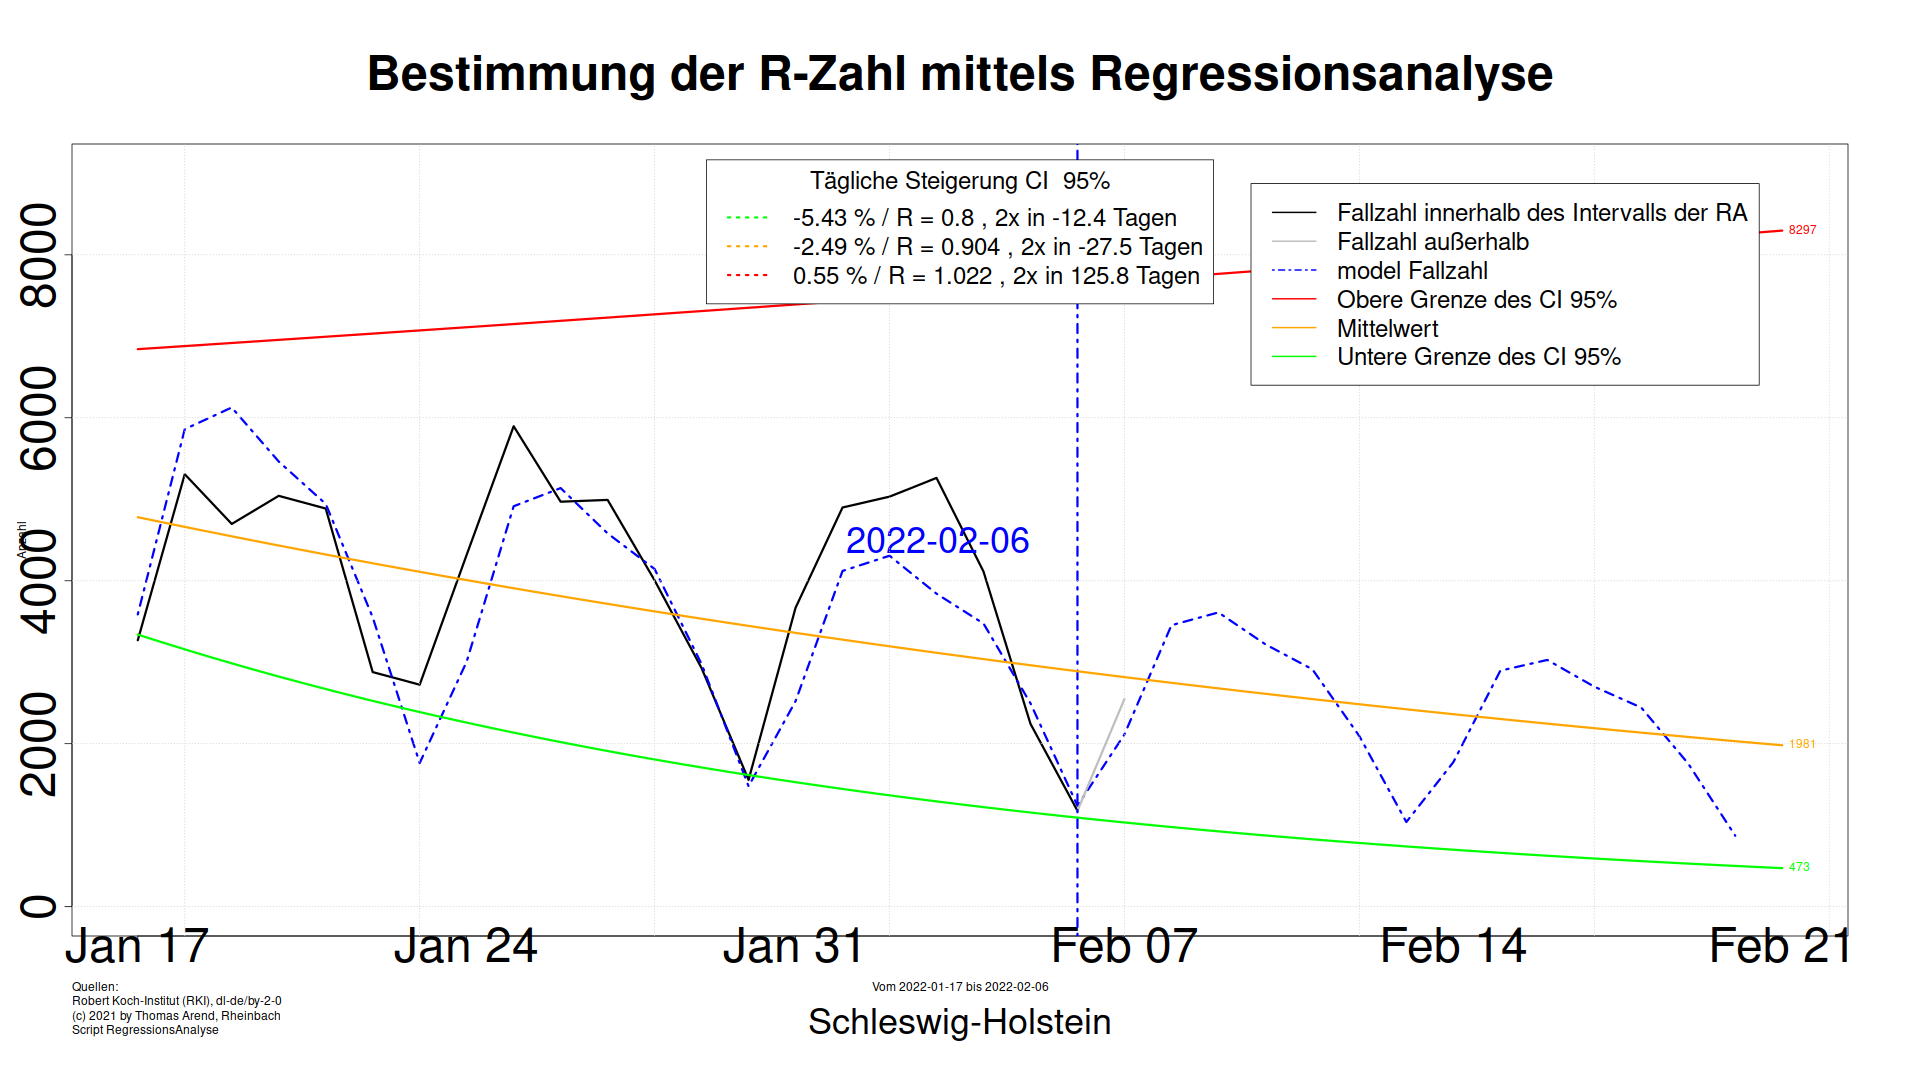 Bestimmung der R-Zahl mittels Regressionsanalyse
Tägliche Steigerung CI  95%
-5.43 % / R = 0.8 , 2x in -12.4 Tagen
-2.49 % / R = 0.904 , 2x in -27.5 Tagen
0.55 % / R = 1.022 , 2x in 125.8 Tagen
Fallzahl innerhalb des Intervalls der RA
Fallzahl außerhalb
model Fallzahl
Obere Grenze des CI 95%
Mittelwert
Untere Grenze des CI 95%
8297
1981
473
2022-02-06
Anzahl
8000
6000
4000
2000
0
Jan 17
Jan 24
Jan 31
Feb 07
Feb 14
Feb 21
Quellen:
Robert Koch-Institut (RKI), dl-de/by-2-0
(c) 2021 by Thomas Arend, Rheinbach
Script RegressionsAnalyse
Vom 2022-01-17 bis 2022-02-06
Schleswig-Holstein